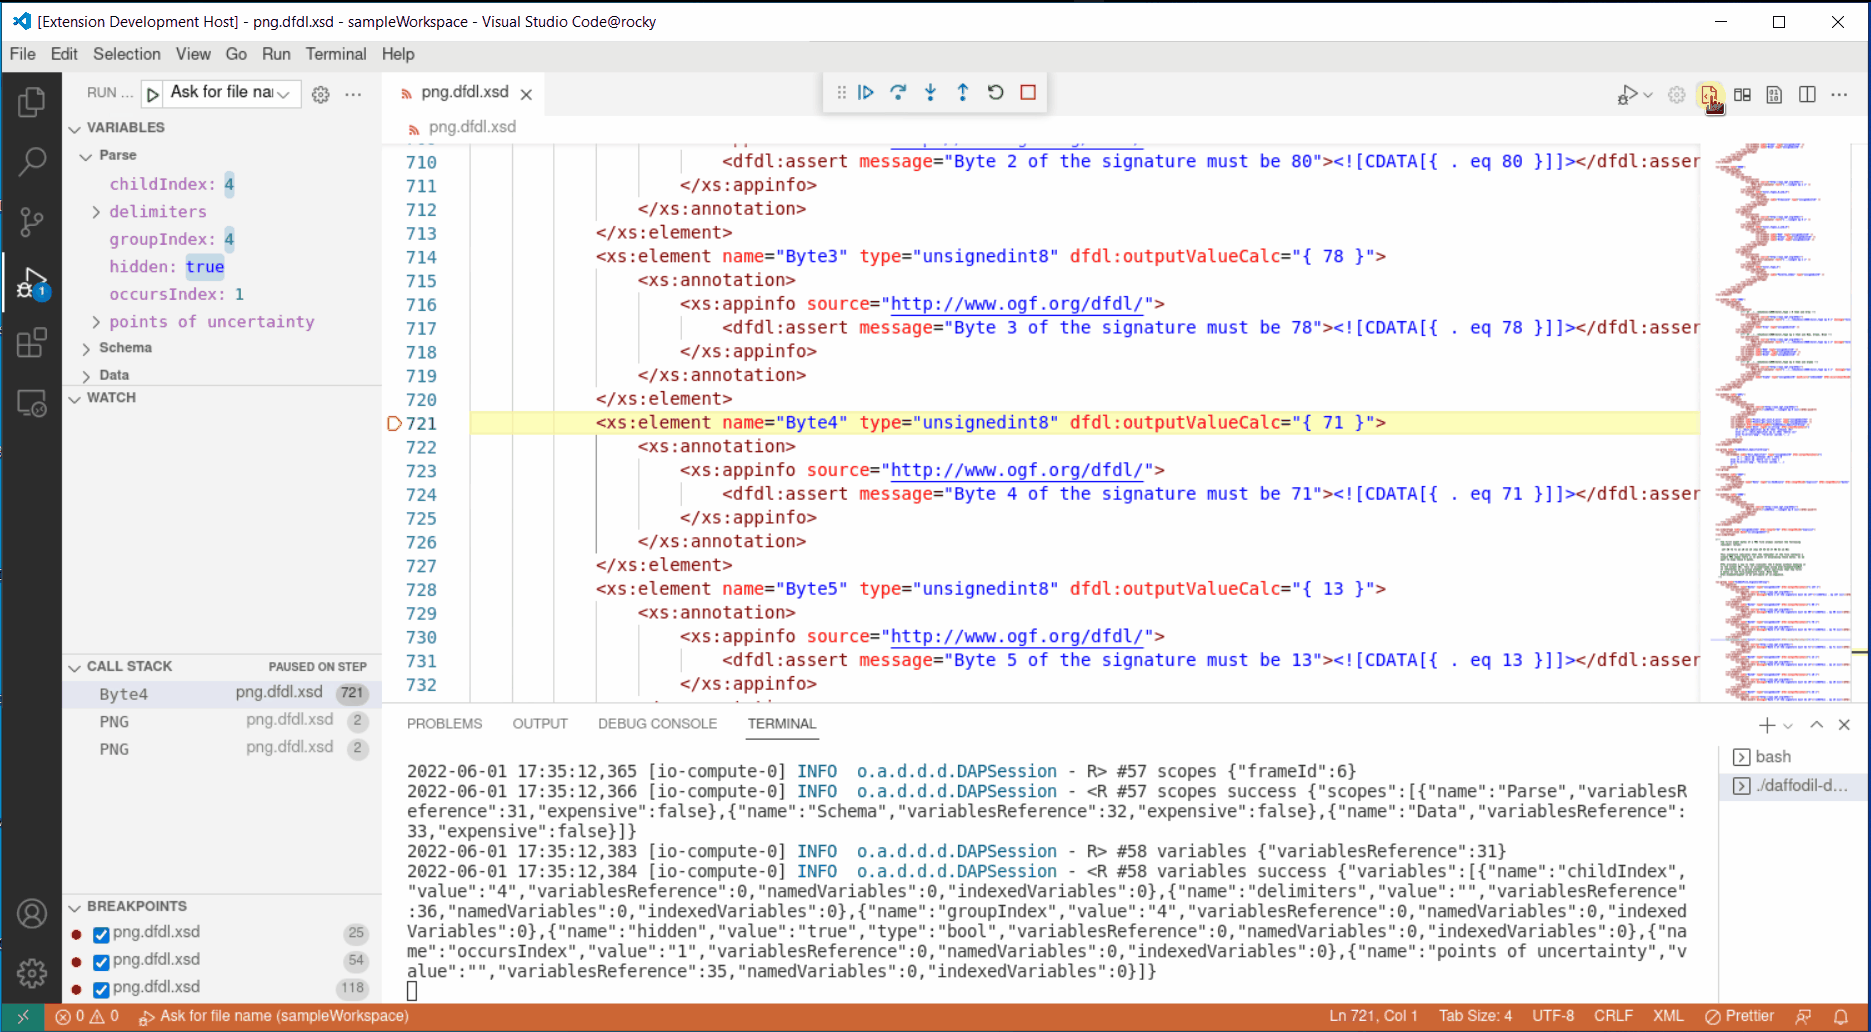 [Extension Development Host] - png.dfdl.xsd - sampleWorkspace - Visual Studio Code@rocky
File Edit Selection View Go Run Terminal Help
RUN ... Ask for file nar
VARIABLES
Parse
childIndex: 4
delimiters
groupIndex: 4
hidden: true
occursIndex: 1
points of uncertainty
Schema
Data
WATCH
CALL STACK PAUSED ON STEP
Byte4 png.dfdl.xsd 721
PNG png.dfdl.xsd 2
PNG png.dfdl.xsd 2
BREAKPOINTS
png.dfdl.xsd 25
png.dfdl.xsd 54
png.dfdl.xsd 118
png.dfdl.xsd
png.dfdl.xsd
710 <dfdl:assert message="Byte 2 of the signature must be 80"><![CDATA[{ . eq 80 }]]></dfdl:asser
711 </xs:appinfo>
712 </xs:annotation>
713 </xs:element>
714 <xs:element name="Byte3" type="unsignedint8" dfdl:outputValueCalc="{ 78 }">
715 <xs:annotation>
716 <xs:appinfo source="http://www.ogf.org/dfdl/">
717 <dfdl:assert message="Byte 3 of the signature must be 78"><![CDATA[{ . eq 78 }]]></dfdl:asser
718 </xs:appinfo>
719 </xs:annotation>
720 </xs:element>
721 <xs:element name="Byte4" type="unsignedint8" dfdl:outputValueCalc="{ 71 }">
722 <xs:annotation>
723 <xs:appinfo source="http://www.ogf.org/dfdl/">
724 <dfdl:assert message="Byte 4 of the signature must be 71"><![CDATA[{ . eq 71 }]]></dfdl:asser
725 </xs:appinfo>
726 </xs:annotation>
727 </xs:element>
728 <xs:element name="Byte5" type="unsignedint8" dfdl:outputValueCalc="{ 13 }">
729 <xs:annotation>
730 <xs:appinfo source="http://www.ogf.org/dfdl/">
731 <dfdl:assert message="Byte 5 of the signature must be 13"><![CDATA[{ . eq 13 }]]></dfdl:asser
732 </xs:appinfo>
PROBLEMS OUTPUT DEBUG CONSOLE TERMINAL
2022-06-01 17:35:12,365 [io-compute-0] INFO o.a.d.d.d.DAPSession - R> #57 scopes {"frameId":6}
2022-06-01 17:35:12,366 [io-compute-0] INFO o.a.d.d.d.DAPSession - <R #57 scopes success {"scopes":[{"name":"Parse","variablesR
eference":31,"expensive":false},{"name":"Schema","variablesReference":32,"expensive":false},{"name":"Data","variablesReference":
33,"expensive":false}]}
2022-06-01 17:35:12,383 [io-compute-0] INFO o.a.d.d.d.DAPSession - R> #58 variables {"variablesReference":31}
2022-06-01 17:35:12,384 [io-compute-0] INFO o.a.d.d.d.DAPSession - <R #58 variables success {"variables":[{"name":"childIndex",
"value":"4","variablesReference":0,"namedVariables":0,"indexedVariables":0},{"name":"delimiters","value":"","variablesReference"
:36,"namedVariables":0,"indexedVariables":0},{"name":"groupIndex","value":"4","variablesReference":0,"namedVariables":0,"indexed
Variables":0},{"name":"hidden","value":"true","type":"bool","variablesReference":0,"namedVariables":0,"indexedVariables":0},{"na
me":"occursIndex","value":"1","variablesReference":0,"namedVariables":0,"indexedVariables":0},{"name":"points of uncertainty","v
alue":"","variablesReference":35,"namedVariables":0,"indexedVariables":0}]}
bash
./daffodil-d...
0 0 Ask for file name (sampleWorkspace) Ln 721, Col 1 Tab Size: 4 UTF-8 CRLF XML Prettier